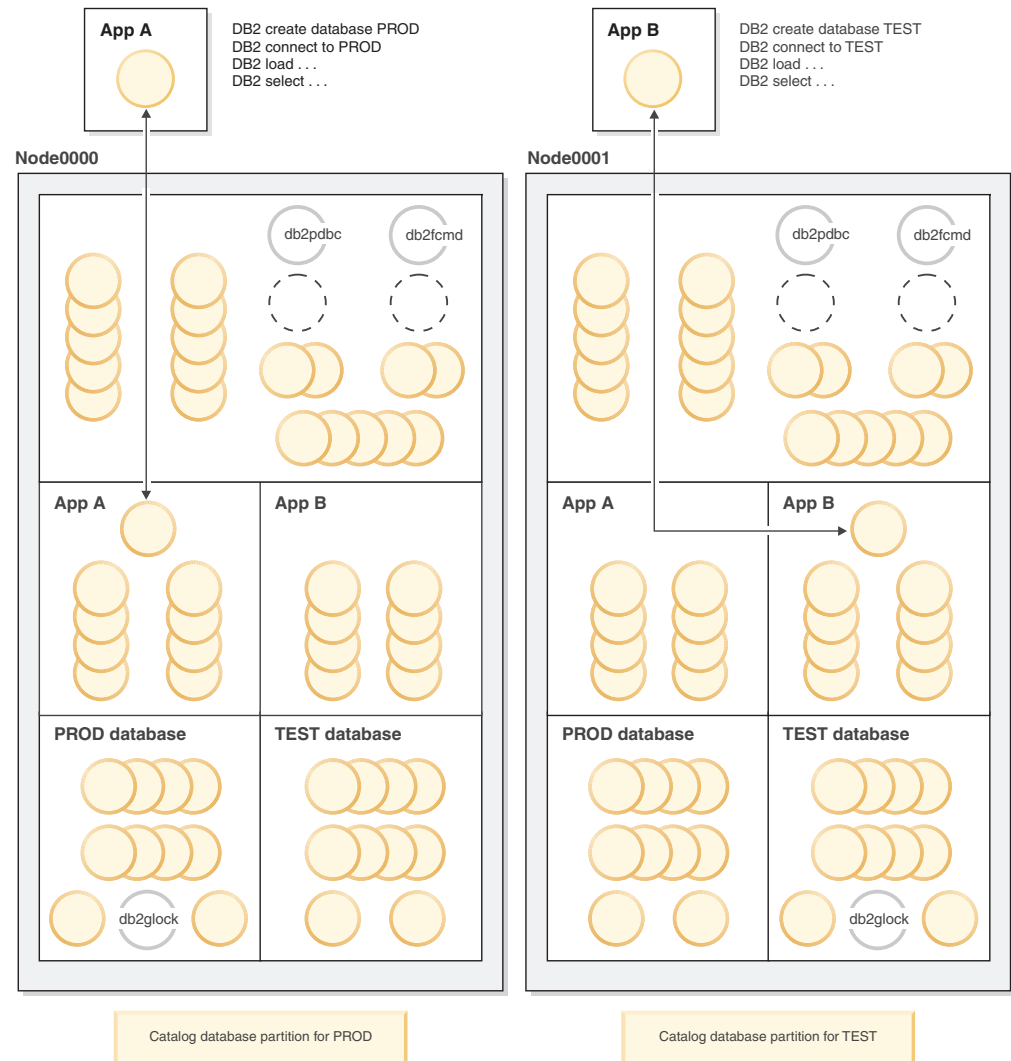 App A
DB2 create database PROD
DB2 connect to PROD
DB2 load . . .
DB2 select . . .
App B
DB2 create database TEST
DB2 connect to TEST
DB2 load . . .
DB2 select . . .
Node0000
db2pdbc
db2fcmd
App A
App B
PROD database
TEST database
db2glock
Catalog database partition for PROD
Node0001
db2pdbc
db2fcmd
App A
App B
PROD database
TEST database
db2glock
Catalog database partition for TEST